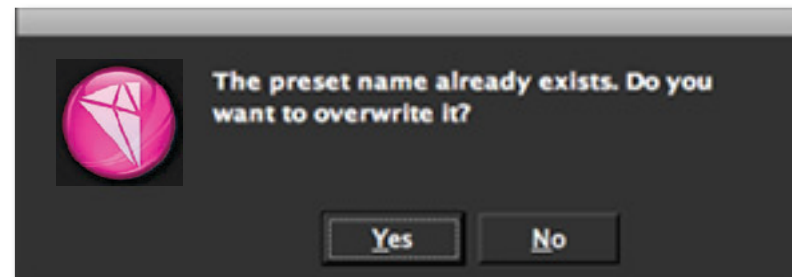 The preset name already exists. Do you
want to overwrite it?
Yes
No